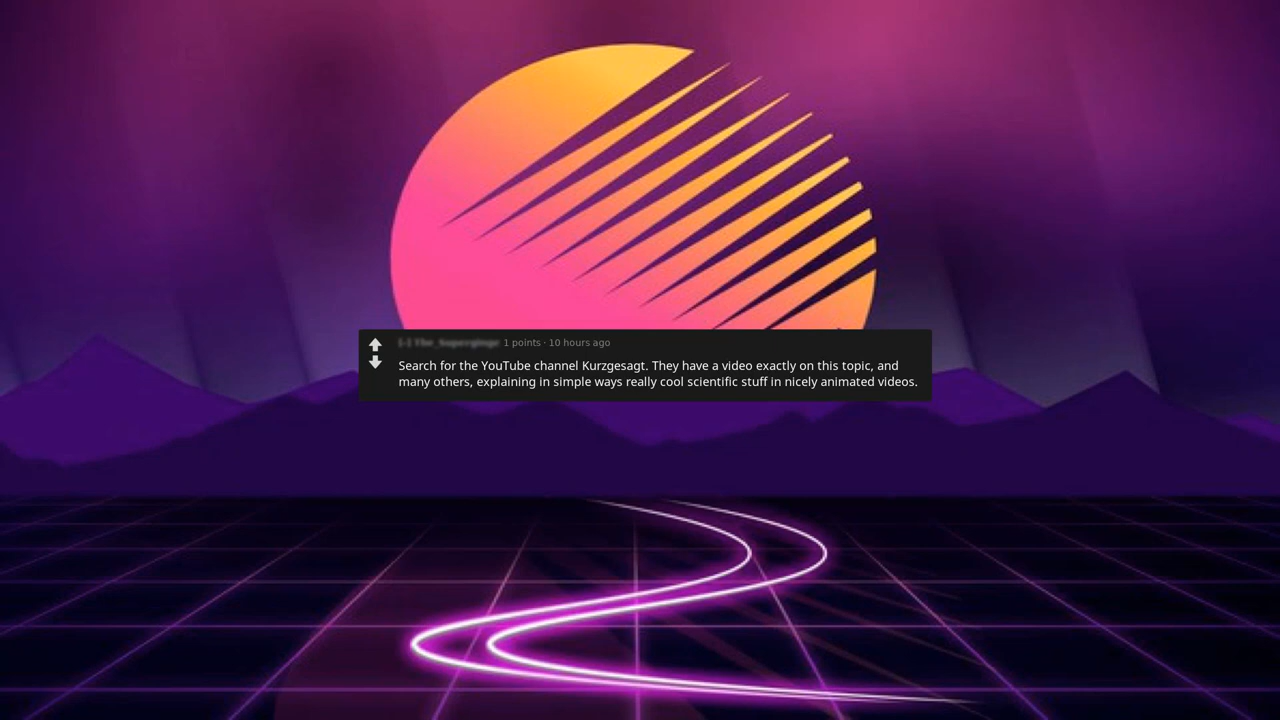 1 points · 10 hours ago
Search for the YouTube channel Kurzgesagt. They have a video exactly on this topic, and
many others, explaining in simple ways really cool scientific stuff in nicely animated videos.